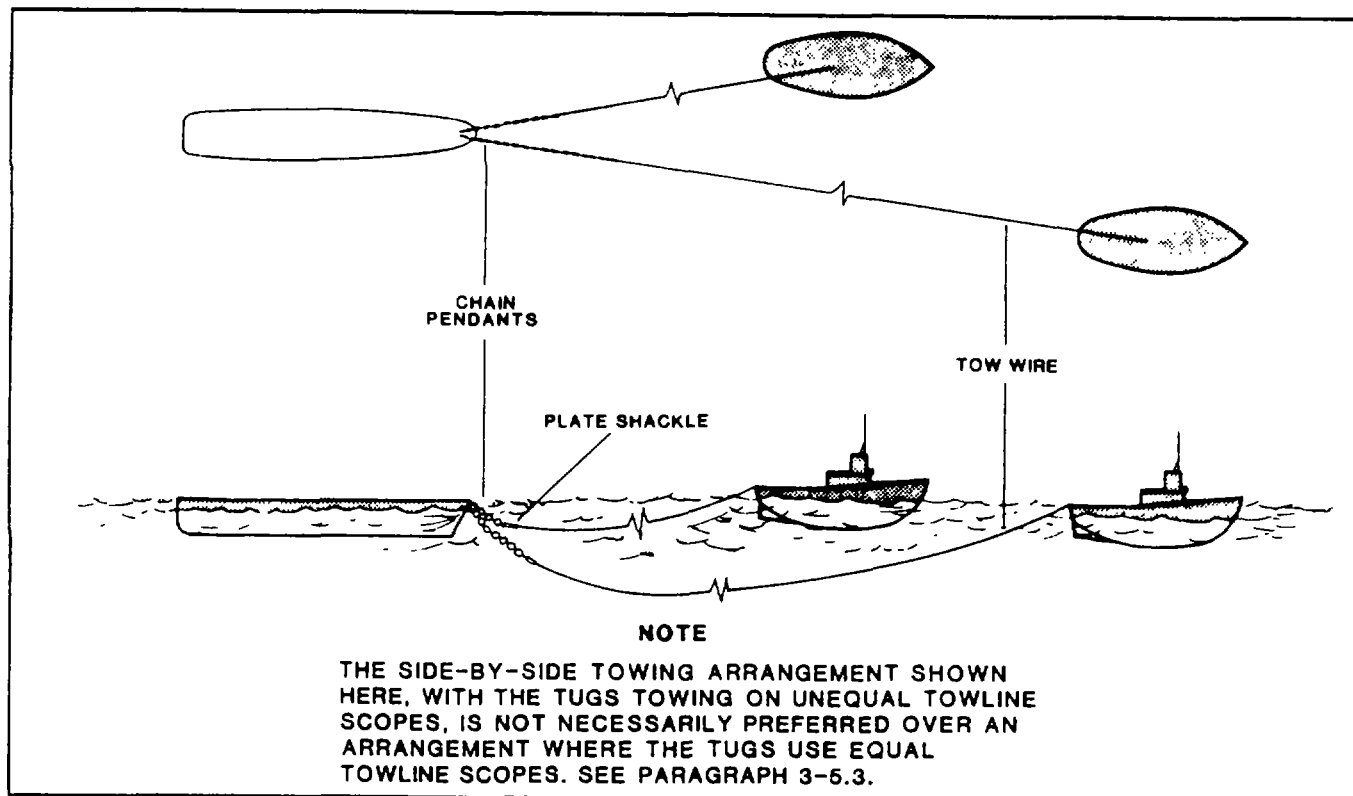 CHAIN
PENDANTS
TOW WIRE
PLATE SHACKLE
NOTE
THE SIDE-BY-SIDE TOWING ARRANGEMENT SHOWN
HERE, WITH THE TUGS TOWING ON UNEQUAL TOWLINE
SCOPES, IS NOT NECESSARILY PREFERRED OVER AN
ARRANGEMENT WHERE THE TUGS USE EQUAL
TOWLINE SCOPES. SEE PARAGRAPH 3-5.3.